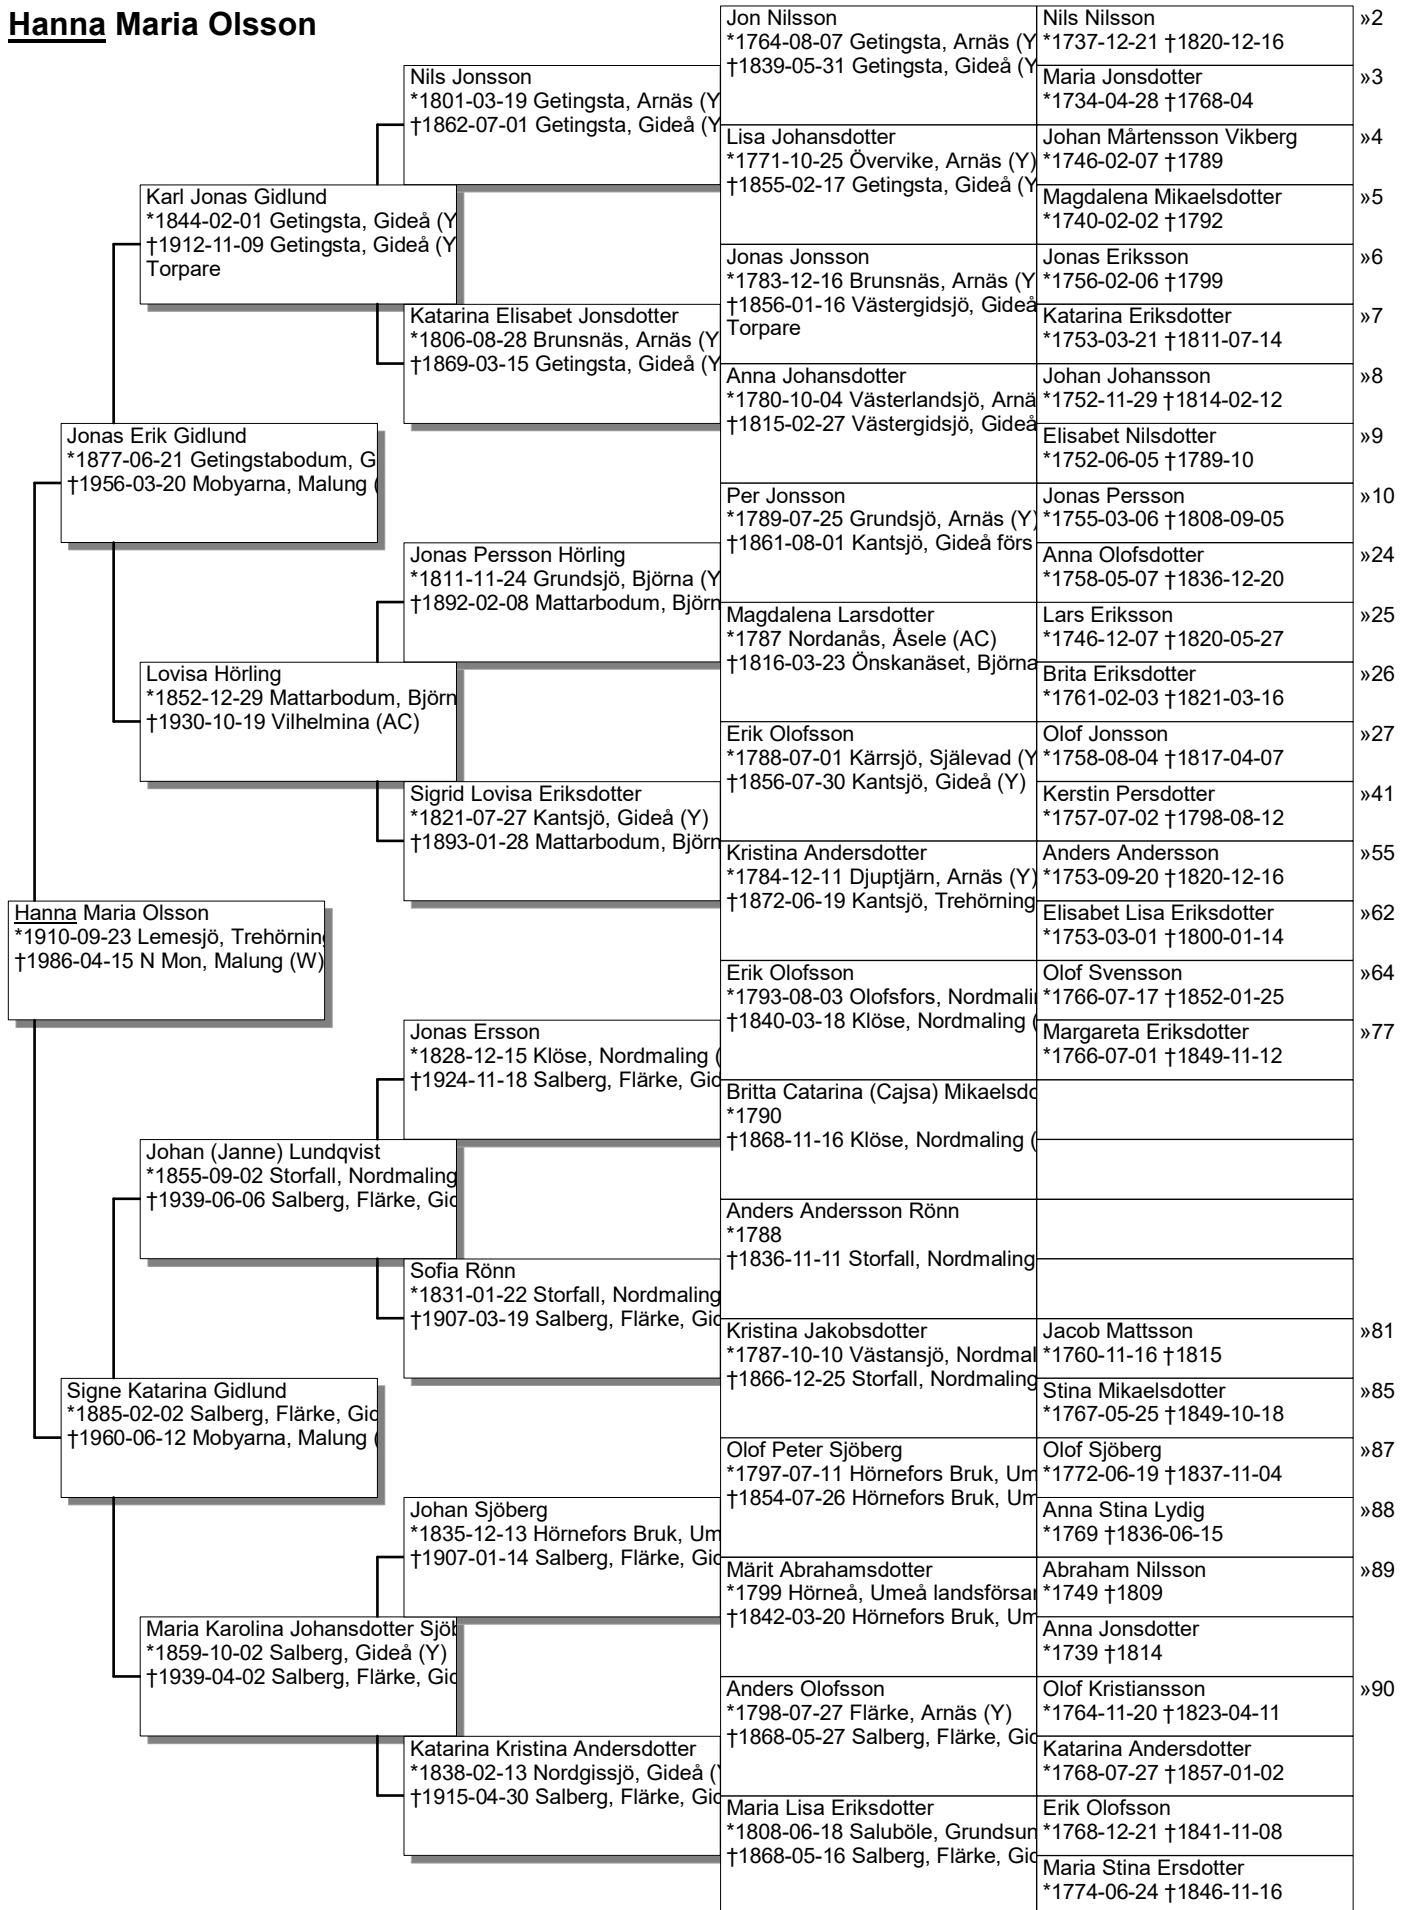 Hanna Maria Olsson
Hanna Maria Olsson
*1910-09-23 Lemesjö, Trehörning
†1986-04-15 N Mon, Malung (W)
Jonas Erik Gidlund
*1877-06-21 Getingstabodum, G
†1956-03-20 Mobyarna, Malung (
Signe Katarina Gidlund
*1885-02-02 Salberg, Flärke, Gid
†1960-06-12 Mobyarna, Malung (
Karl Jonas Gidlund
*1844-02-01 Getingsta, Gideå (Y
†1912-11-09 Getingsta, Gideå (Y
Torpare
Lovisa Hörling
*1852-12-29 Mattarbodum, Björn
†1930-10-19 Vilhelmina (AC)
Johan (Janne) Lundqvist
*1855-09-02 Storfall, Nordmaling
†1939-06-06 Salberg, Flärke, Gid
Maria Karolina Johansdotter Sjöb
*1859-10-02 Salberg, Gideå (Y)
†1939-04-02 Salberg, Flärke, Gid
Nils Jonsson
*1801-03-19 Getingsta, Arnäs (Y
†1862-07-01 Getingsta, Gideå (Y
Katarina Elisabet Jonsdotter
*1806-08-28 Brunsnäs, Arnäs (Y
†1869-03-15 Getingsta, Gideå (Y
Jonas Persson Hörling
*1811-11-24 Grundsjö, Björna (Y
†1892-02-08 Mattarbodum, Björn
Sigrid Lovisa Eriksdotter
*1821-07-27 Kantsjö, Gideå (Y)
†1893-01-28 Mattarbodum, Björn
Jonas Ersson
*1828-12-15 Klöse, Nordmaling (
†1924-11-18 Salberg, Flärke, Gid
Sofia Rönn
*1831-01-22 Storfall, Nordmaling
†1907-03-19 Salberg, Flärke, Gid
Johan Sjöberg
*1835-12-13 Hörnefors Bruk, Um
†1907-01-14 Salberg, Flärke, Gid
Katarina Kristina Andersdotter
*1838-02-13 Nordgissjö, Gideå (Y
†1915-04-30 Salberg, Flärke, Gid
Jon Nilsson
*1764-08-07 Getingsta, Arnäs (Y
†1839-05-31 Getingsta, Gideå (Y
Lisa Johansdotter
*1771-10-25 Övervike, Arnäs (Y)
†1855-02-17 Getingsta, Gideå (Y
Jonas Jonsson
*1783-12-16 Brunsnäs, Arnäs (Y
†1856-01-16 Västergidsjö, Gideå
Torpare
Anna Johansdotter
*1780-10-04 Västerlandsjö, Arnä
†1815-02-27 Västergidsjö, Gideå
Per Jonsson
*1789-07-25 Grundsjö, Arnäs (Y)
†1861-08-01 Kantsjö, Gideå förs
Magdalena Larsdotter
*1787 Nordanås, Åsele (AC)
†1816-03-23 Önskanäset, Björna
Erik Olofsson
*1788-07-01 Kärrsjö, Själevad (Y
†1856-07-30 Kantsjö, Gideå (Y)
Kristina Andersdotter
*1784-12-11 Djuptjärn, Arnäs (Y)
†1872-06-19 Kantsjö, Trehörning
Erik Olofsson
*1793-08-03 Olofsfors, Nordmalin
†1840-03-18 Klöse, Nordmaling (
Britta Catarina (Cajsa) Mikaelsdo
*1790
†1868-11-16 Klöse, Nordmaling (
Anders Andersson Rönn
*1788
†1836-11-11 Storfall, Nordmaling
Kristina Jakobsdotter
*1787-10-10 Västansjö, Nordmal
†1866-12-25 Storfall, Nordmaling
Olof Peter Sjöberg
*1797-07-11 Hörnefors Bruk, Um
†1854-07-26 Hörnefors Bruk, Um
Märit Abrahamsdotter
*1799 Hörneå, Umeå landsförsam
†1842-03-20 Hörnefors Bruk, Um
Anders Olofsson
*1798-07-27 Flärke, Arnäs (Y)
†1868-05-27 Salberg, Flärke, Gid
Maria Lisa Eriksdotter
*1808-06-18 Saluböle, Grundsun
†1868-05-16 Salberg, Flärke, Gid
Nils Nilsson »2
*1737-12-21 †1820-12-16
Maria Jonsdotter »3
*1734-04-28 †1768-04
Johan Mårtensson Vikberg »4
*1746-02-07 †1789
Magdalena Mikaelsdotter »5
*1740-02-02 †1792
Jonas Eriksson »6
*1756-02-06 †1799
Katarina Eriksdotter »7
*1753-03-21 †1811-07-14
Johan Johansson »8
*1752-11-29 †1814-02-12
Elisabet Nilsdotter »9
*1752-06-05 †1789-10
Jonas Persson »10
*1755-03-06 †1808-09-05
Anna Olofsdotter »24
*1758-05-07 †1836-12-20
Lars Eriksson »25
*1746-12-07 †1820-05-27
Brita Eriksdotter »26
*1761-02-03 †1821-03-16
Olof Jonsson »27
*1758-08-04 †1817-04-07
Kerstin Persdotter »41
*1757-07-02 †1798-08-12
Anders Andersson »55
*1753-09-20 †1820-12-16
Elisabet Lisa Eriksdotter »62
*1753-03-01 †1800-01-14
Olof Svensson »64
*1766-07-17 †1852-01-25
Margareta Eriksdotter »77
*1766-07-01 †1849-11-12
Jacob Mattsson »81
*1760-11-16 †1815
Stina Mikaelsdotter »85
*1767-05-25 †1849-10-18
Olof Sjöberg »87
*1772-06-19 †1837-11-04
Anna Stina Lydig »88
*1769 †1836-06-15
Abraham Nilsson »89
*1749 †1809
Anna Jonsdotter
*1739 †1814
Olof Kristiansson »90
*1764-11-20 †1823-04-11
Katarina Andersdotter
*1768-07-27 †1857-01-02
Erik Olofsson
*1768-12-21 †1841-11-08
Maria Stina Ersdotter
*1774-06-24 †1846-11-16